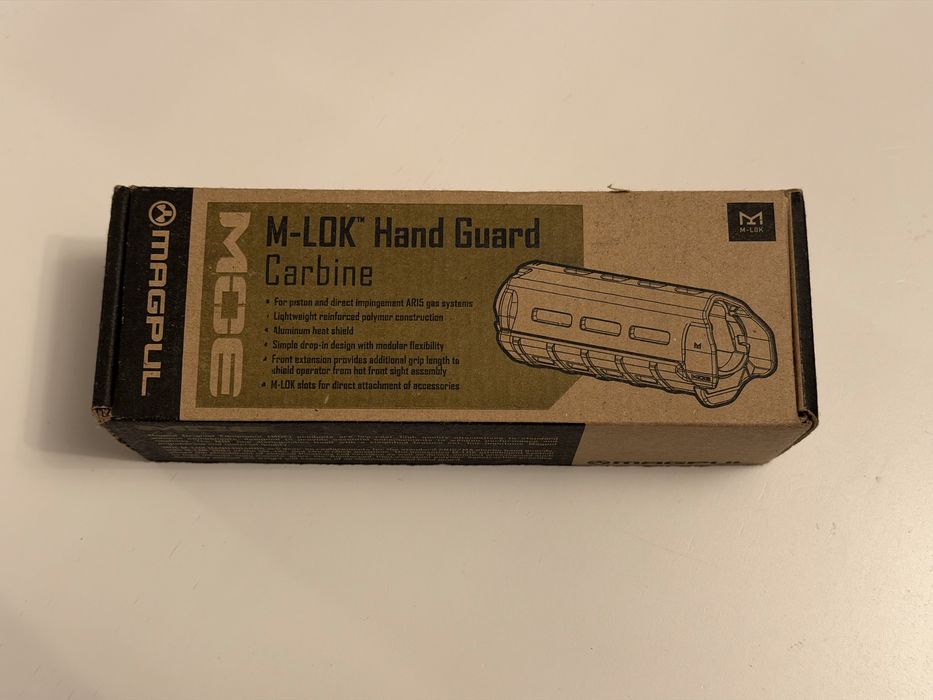 MAGPUL
MOE
M-LOK™ Hand Guard
Carbine
• For piston and direct impingement AR15 gas systems
• Lightweight reinforced polymer construction
• Aluminum heat shield
• Simple drop-in design with modular flexibility
• Front extension provides additional grip length to
shield operator from hot front sight assembly
• M-LOK slots for direct attachment of accessories
M-LOK
MAGPUL